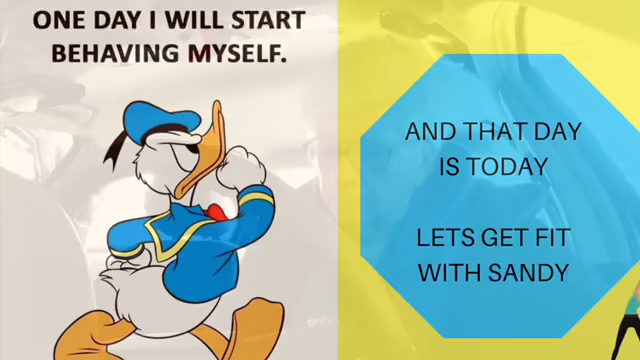 ONE DAY I WILL START
BEHAVING MYSELF.
AND THAT DAY
IS TODAY
LETS GET FIT
WITH SANDY